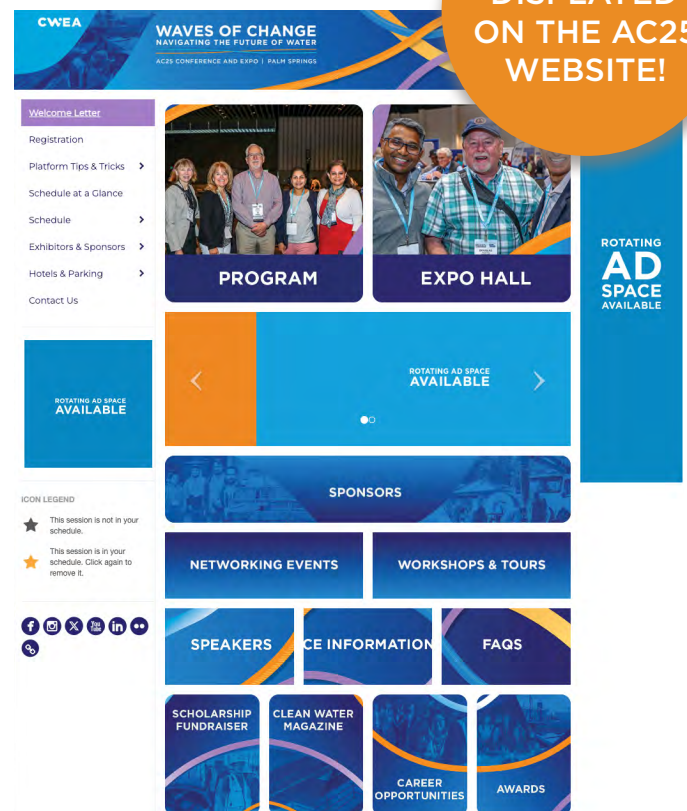 DISPLAYED
ON THE AC25
WEBSITE!
CWEA
WAVES OF CHANGE
NAVIGATING THE FUTURE OF WATER
AC25 CONFERENCE AND EXPO | PALM SPRINGS
Welcome Letter
Registration
Platform Tips & Tricks
Schedule at a Glance
Schedule
Exhibitors & Sponsors
Hotels & Parking
Contact Us
ROTATING AD SPACE
AVAILABLE
ICON LEGEND
This session is not in your
schedule.
This session is in your
schedule. Click again to
remove it.
PROGRAM
EXPO HALL
ROTATING AD SPACE
AVAILABLE
SPONSORS
NETWORKING EVENTS
WORKSHOPS & TOURS
SPEAKERS
CE INFORMATION
FAQS
SCHOLARSHIP
FUNDRAISER
CLEAN WATER
MAGAZINE
CAREER
OPPORTUNITIES
AWARDS
ROTATING
AD
SPACE
AVAILABLE